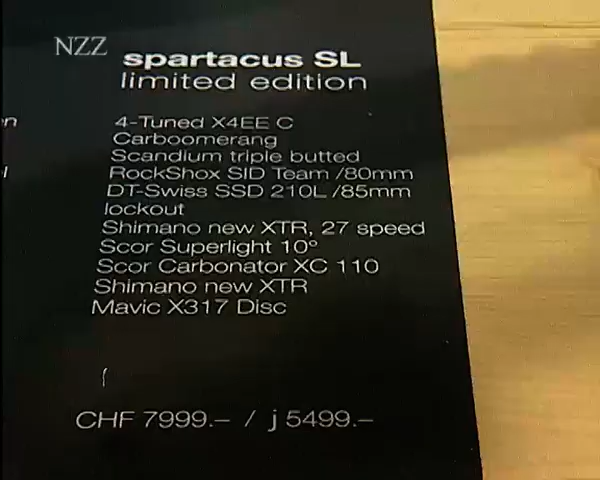 NZZ
spartacus SL
limited edition
4-Tuned X4EE C
Carboomerang
Scandium triple butted
RockShox SID Team /80mm
DT-Swiss SSD 210L /85mm
lockout
Shimano new XTR, 27 speed
Scor Superlight 10°
Scor Carbonator XC 110
Shimano new XTR
Mavic X317 Disc
CHF 7999.– / j 5499.–